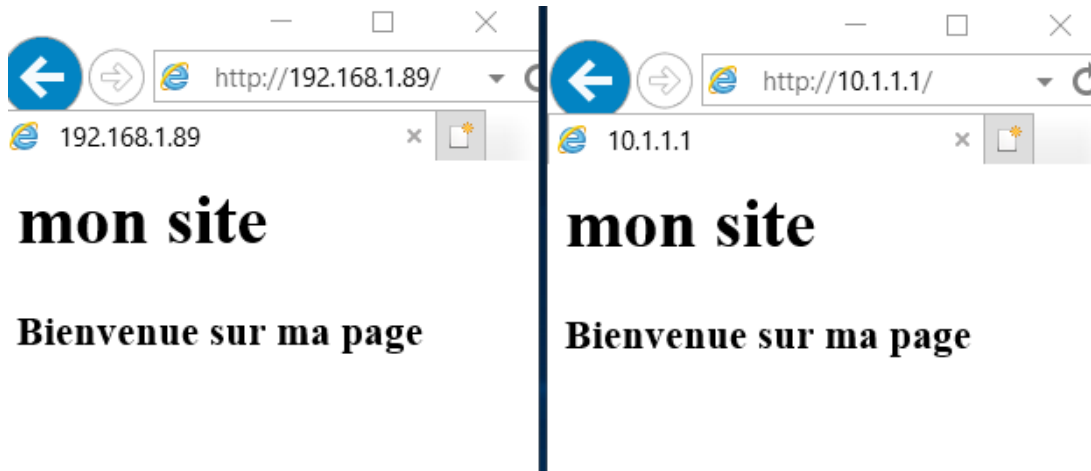 http://192.168.1.89/
192.168.1.89
mon site
Bienvenue sur ma page
http://10.1.1.1/
10.1.1.1
mon site
Bienvenue sur ma page